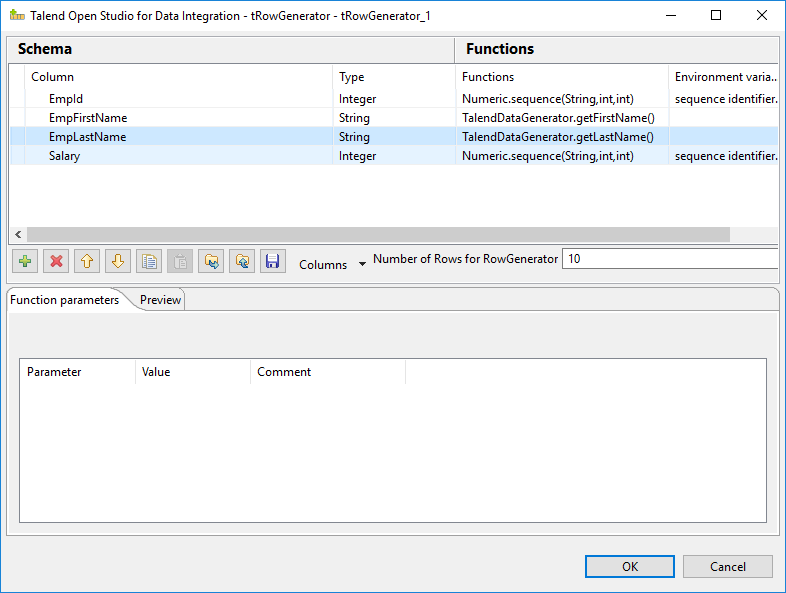 Talend Open Studio for Data Integration - tRowGenerator - tRowGenerator_1
Schema Functions
Column Type Functions Environment varia..
EmpId Integer Numeric.sequence(String,int,int) sequence identifier.
EmpFirstName String TalendDataGenerator.getFirstName()
EmpLastName String TalendDataGenerator.getLastName()
Salary Integer Numeric.sequence(String,int,int) sequence identifier.
Columns Number of Rows for RowGenerator 10
Function parameters Preview
Parameter Value Comment
OK Cancel